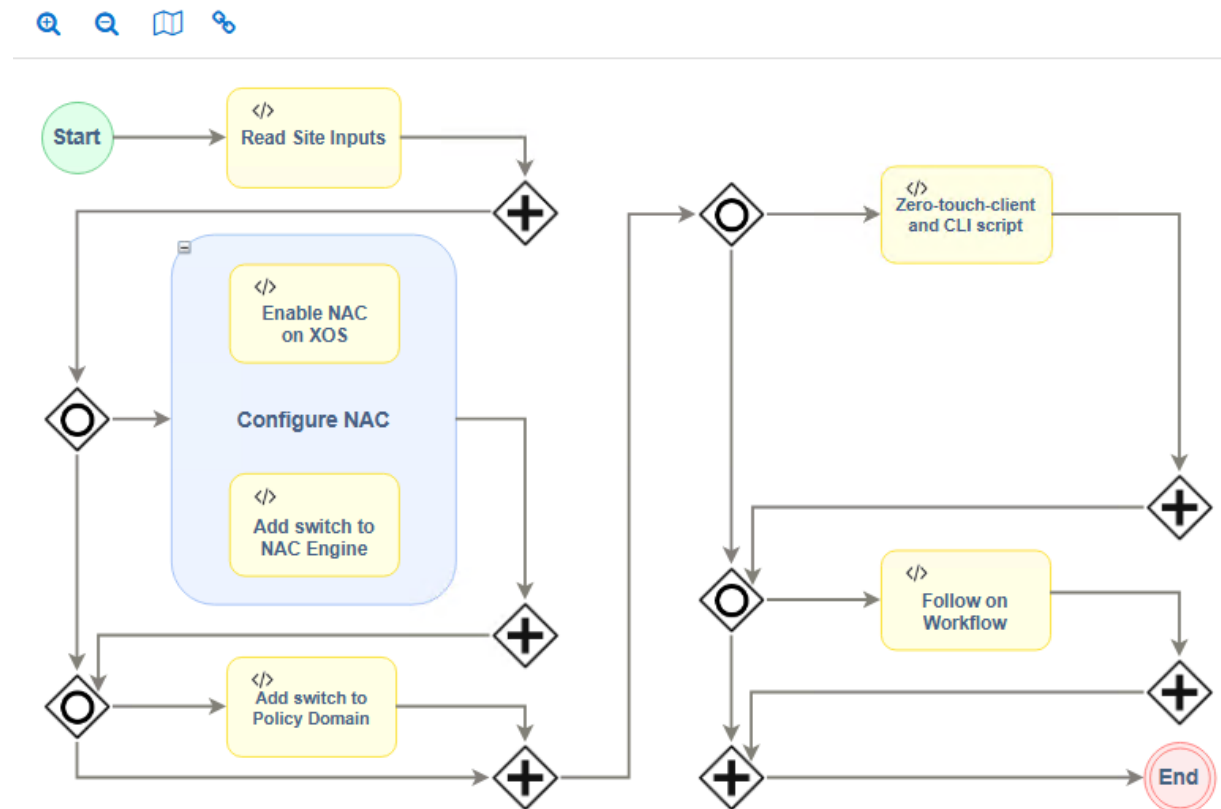 Start
</>
Read Site Inputs
</>
Enable NAC
on XOS
Configure NAC
</>
Add switch to
NAC Engine
</>
Add switch to
Policy Domain
</>
Zero-touch-client
and CLI script
</>
Follow on
Workflow
End